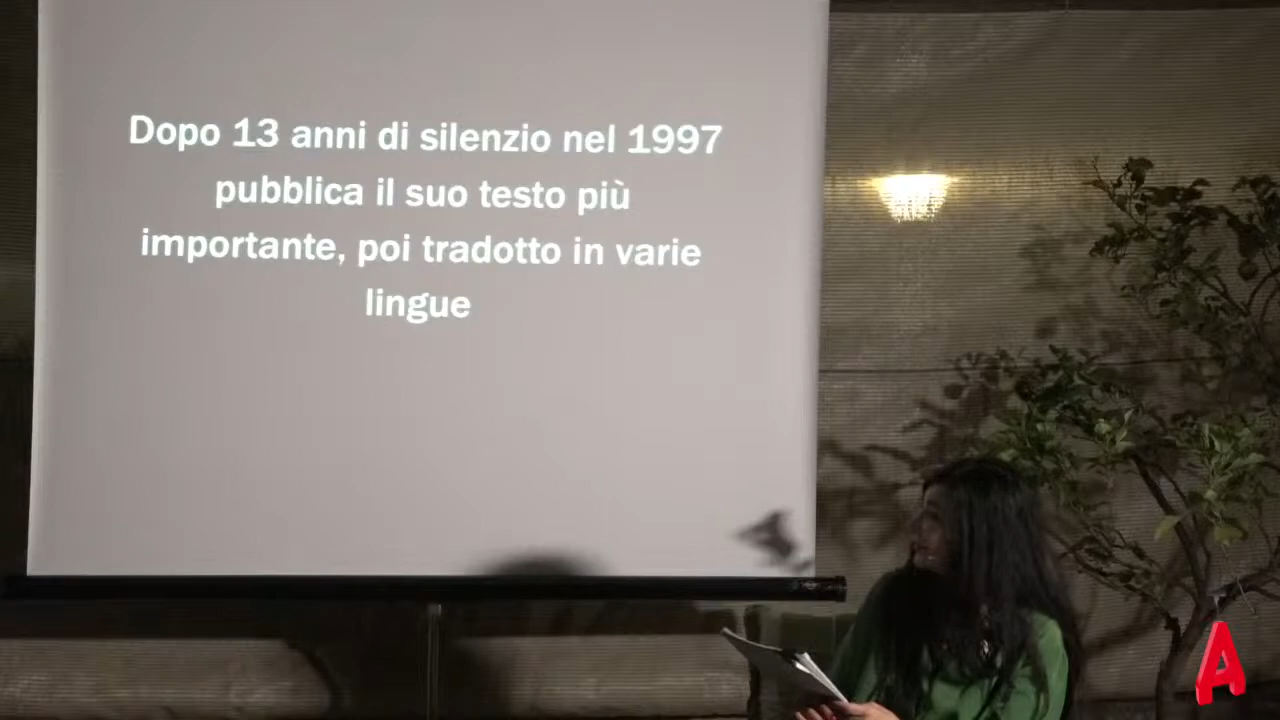 Dopo 13 anni di silenzio nel 1997
pubblica il suo testo più
importante, poi tradotto in varie
lingue
A